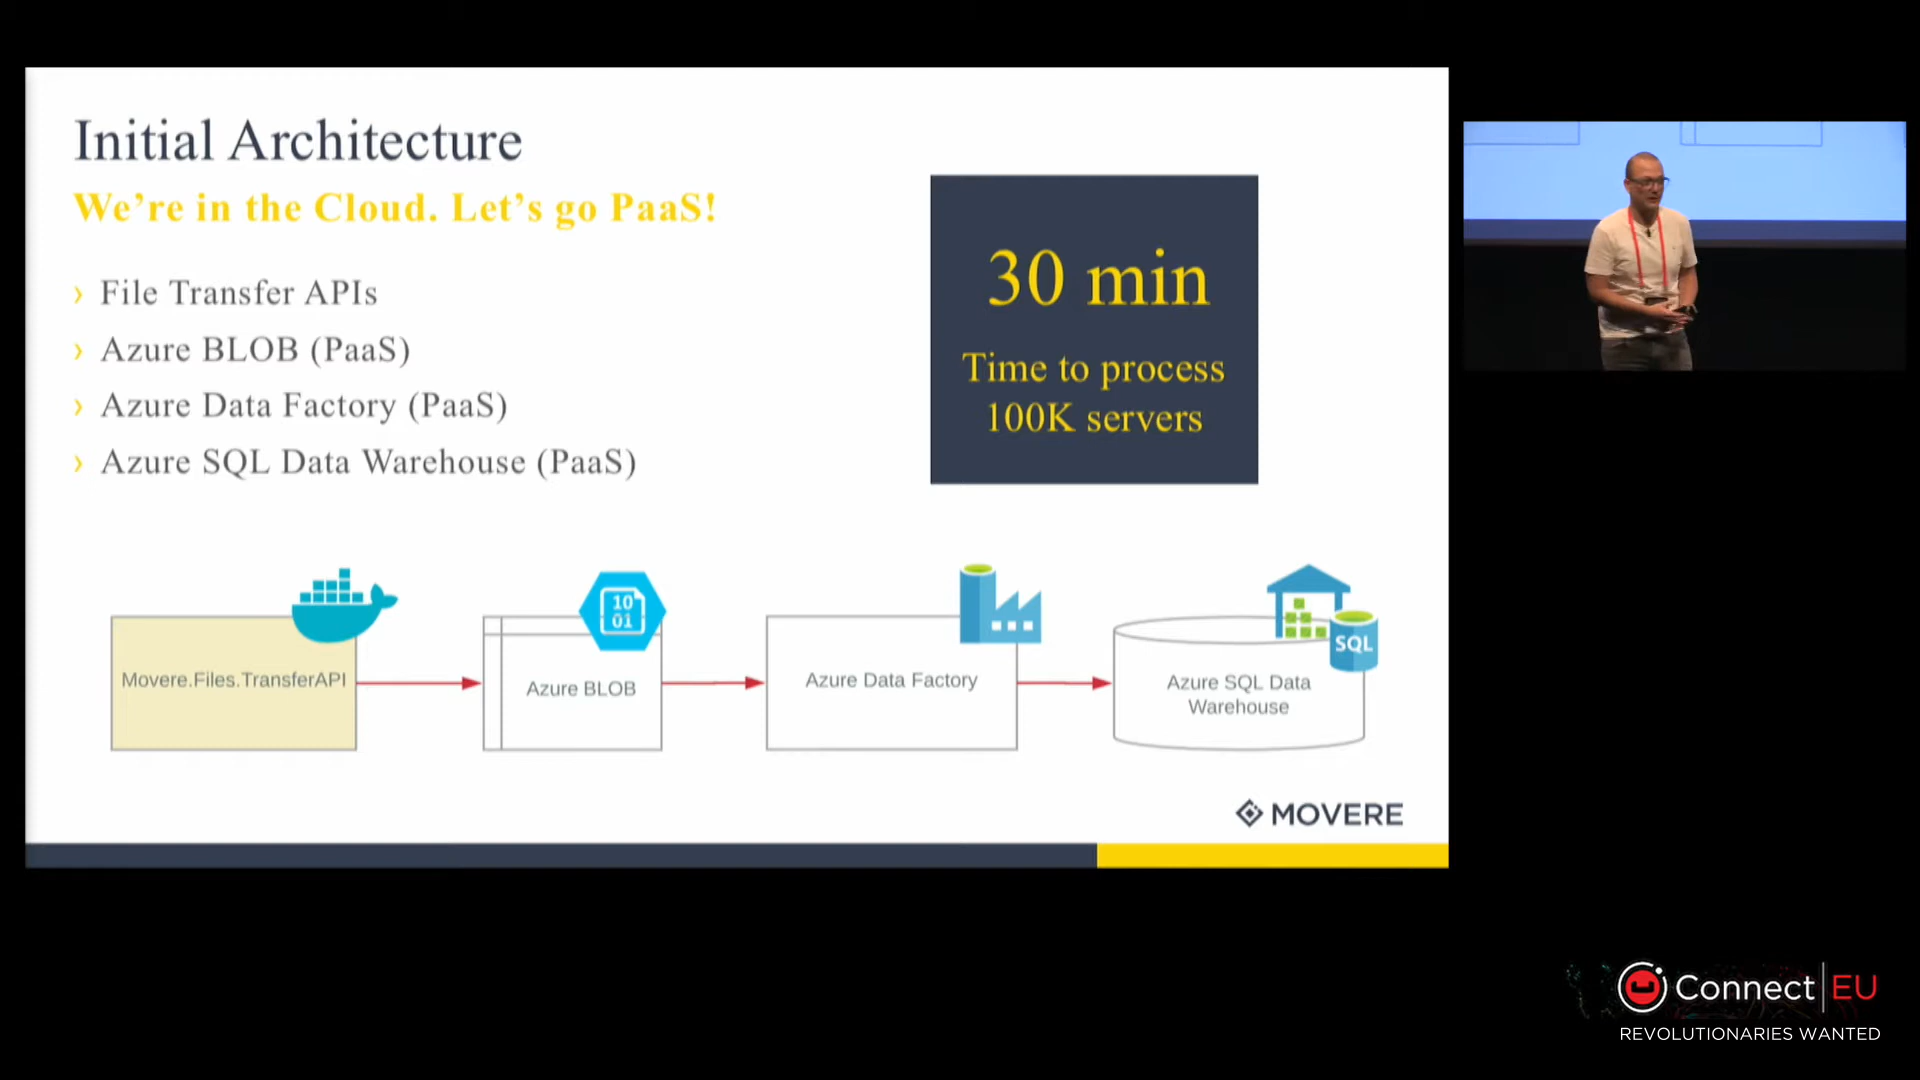 Initial Architecture
We're in the Cloud. Let's go PaaS!
› File Transfer APIs
› Azure BLOB (PaaS)
› Azure Data Factory (PaaS)
› Azure SQL Data Warehouse (PaaS)
30 min
Time to process
100K servers
Movere.Files.TransferAPI
10
01
Azure BLOB
Azure Data Factory
SQL
Azure SQL Data
Warehouse
MOVERE
Connect EU
REVOLUTIONARIES WANTED